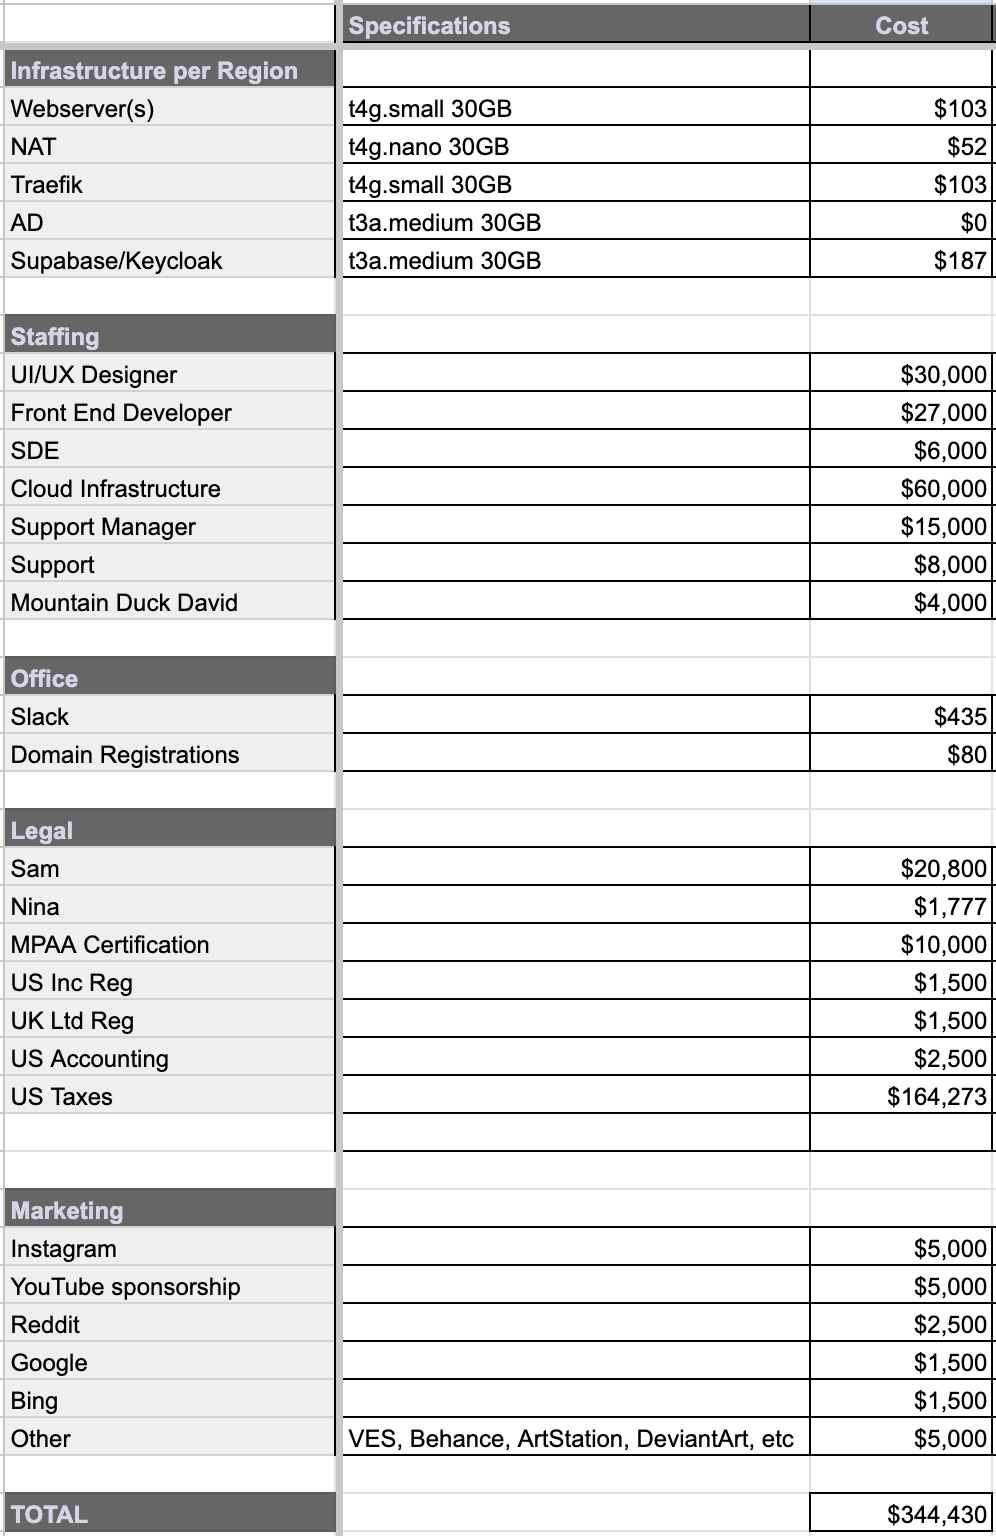 Specifications Cost
Infrastructure per Region
Webserver(s) t4g.small 30GB $103
NAT t4g.nano 30GB $52
Traefik t4g.small 30GB $103
AD t3a.medium 30GB $0
Supabase/Keycloak t3a.medium 30GB $187
Staffing
UI/UX Designer $30,000
Front End Developer $27,000
SDE $6,000
Cloud Infrastructure $60,000
Support Manager $15,000
Support $8,000
Mountain Duck David $4,000
Office
Slack $435
Domain Registrations $80
Legal
Sam $20,800
Nina $1,777
MPAA Certification $10,000
US Inc Reg $1,500
UK Ltd Reg $1,500
US Accounting $2,500
US Taxes $164,273
Marketing
Instagram $5,000
YouTube sponsorship $5,000
Reddit $2,500
Google $1,500
Bing $1,500
Other VES, Behance, ArtStation, DeviantArt, etc $5,000
TOTAL $344,430